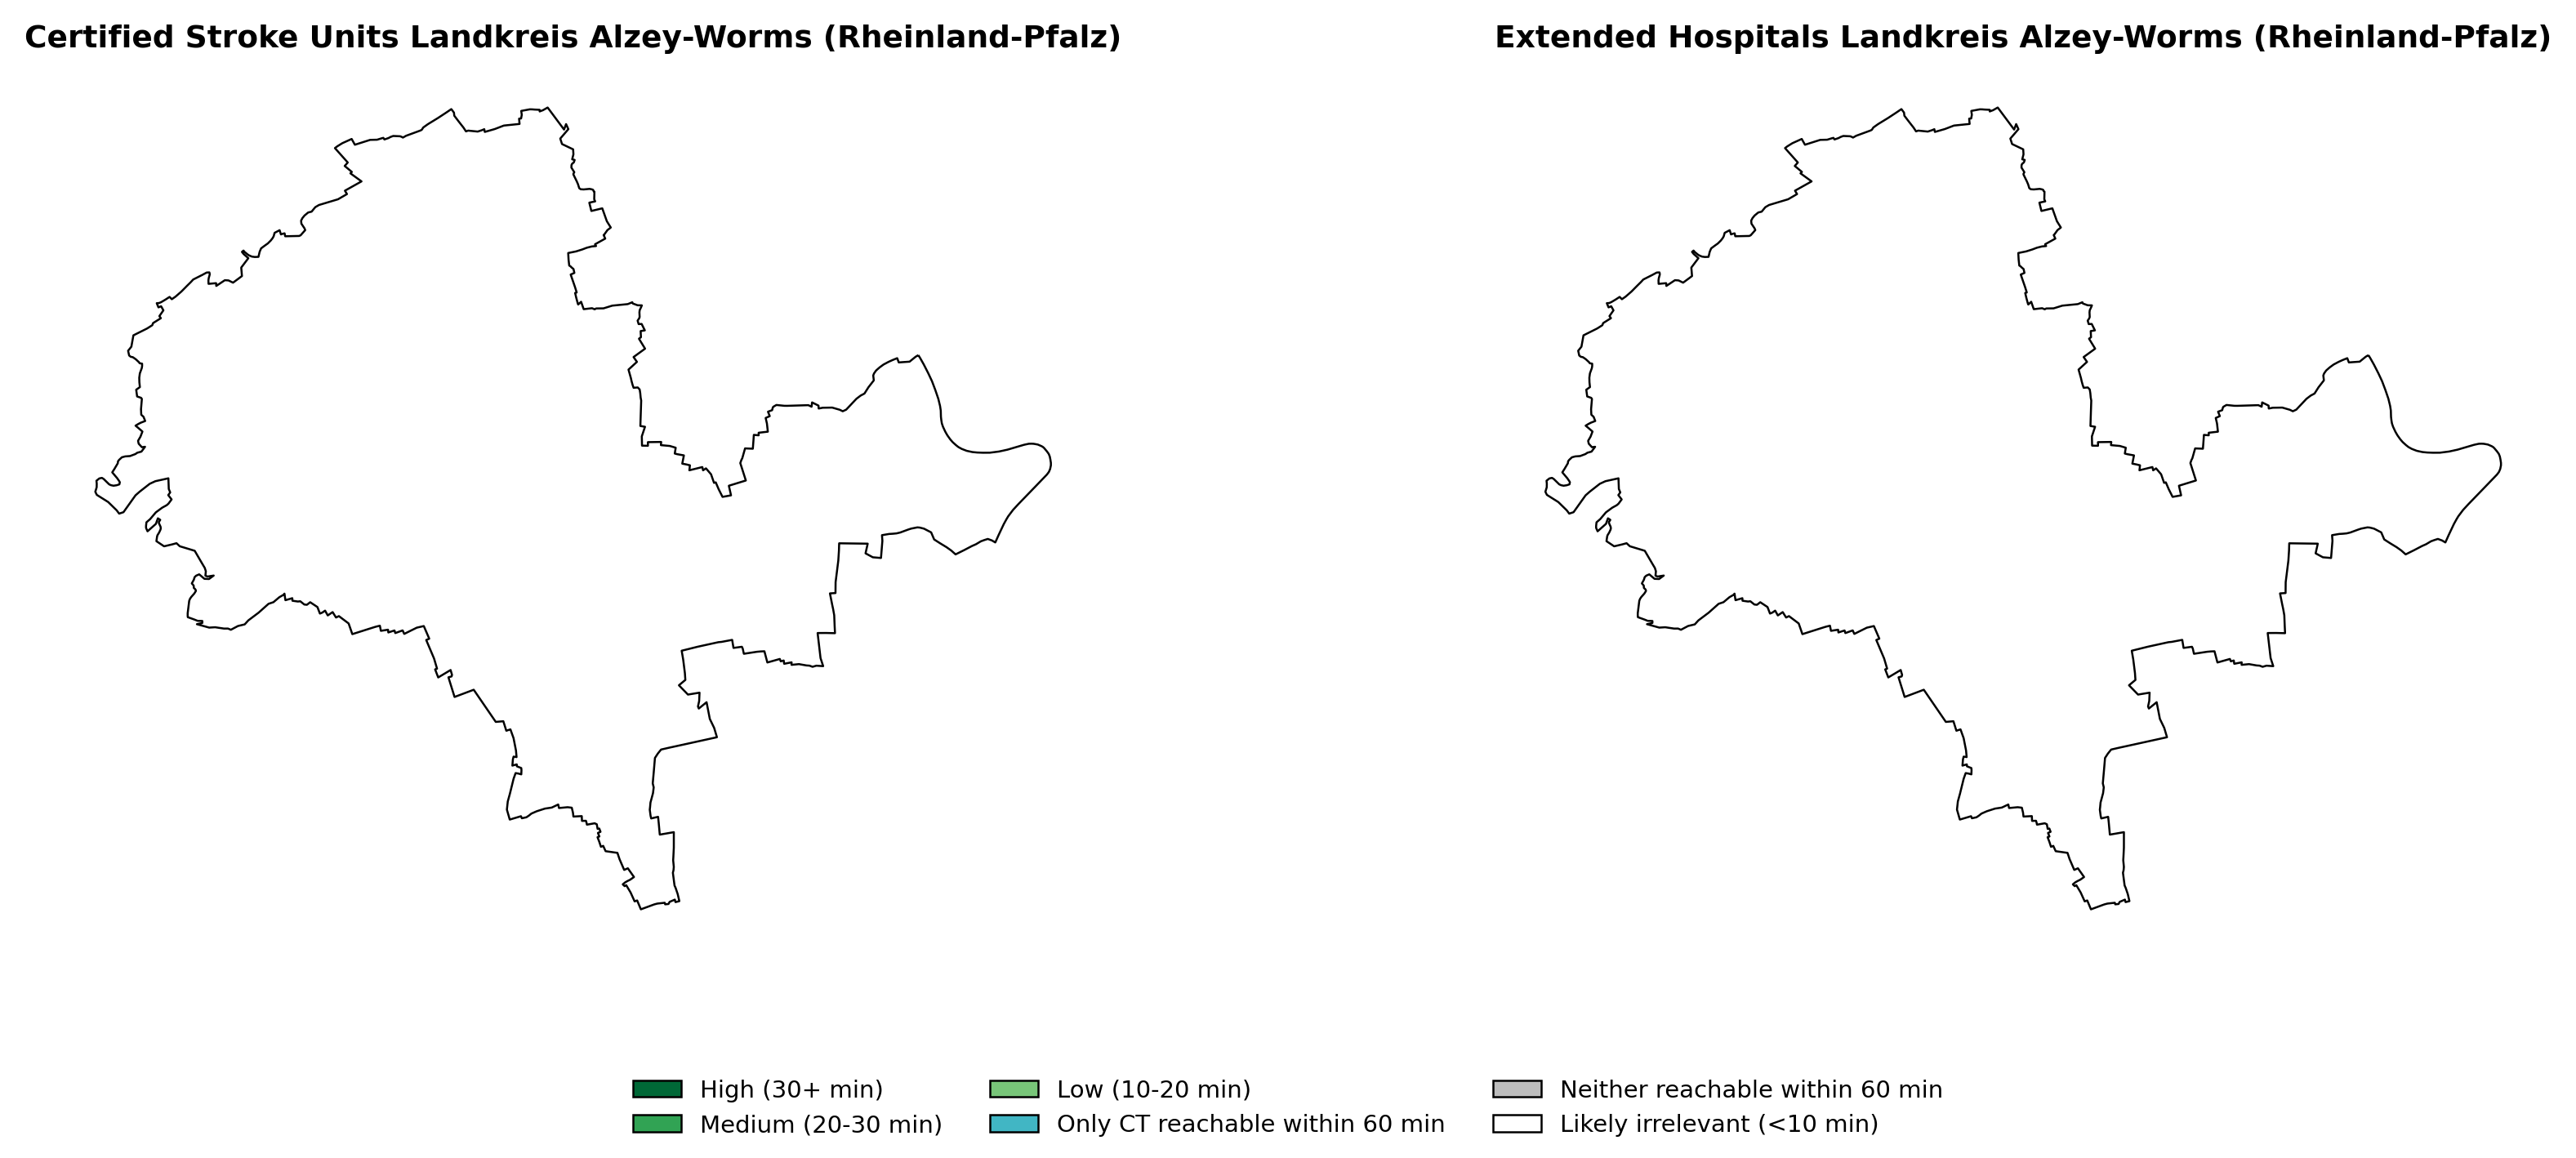 Certified Stroke Units Landkreis Alzey-Worms (Rheinland-Pfalz)
Extended Hospitals Landkreis Alzey-Worms (Rheinland-Pfalz)
High (30+ min)
Medium (20-30 min)
Low (10-20 min)
Only CT reachable within 60 min
Neither reachable within 60 min
Likely irrelevant (<10 min)